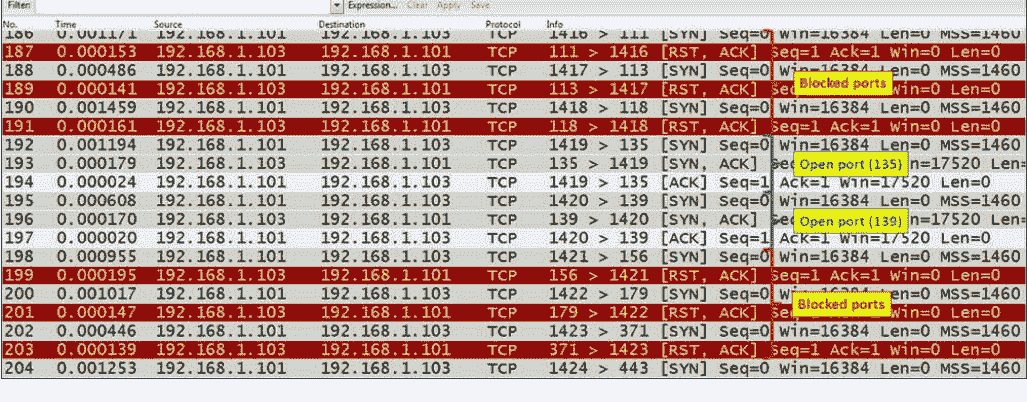 Filter: Expression... Clear Apply Save
No. Time Source Destination Protocol Info
186 0.001171 192.168.1.101 192.168.1.103 TCP 1416 > 111 [SYN] Seq=0 Win=16384 Len=0 MSS=1460
187 0.000153 192.168.1.103 192.168.1.101 TCP 111 > 1416 [RST, ACK] Seq=1 Ack=1 Win=0 Len=0
188 0.000486 192.168.1.101 192.168.1.103 TCP 1417 > 113 [SYN] Seq=0 Win=16384 Len=0 MSS=1460
Blocked ports
189 0.000141 192.168.1.103 192.168.1.101 TCP 113 > 1417 [RST, ACK] Seq=1 Ack=1 Win=0 Len=0
190 0.001459 192.168.1.101 192.168.1.103 TCP 1418 > 118 [SYN] Seq=0 Win=16384 Len=0 MSS=1460
191 0.000161 192.168.1.103 192.168.1.101 TCP 118 > 1418 [RST, ACK] Seq=1 Ack=1 Win=0 Len=0
192 0.001194 192.168.1.101 192.168.1.103 TCP 1419 > 135 [SYN] Seq=0 Win=16384 Len=0 MSS=1460
193 0.000179 192.168.1.103 192.168.1.101 TCP 135 > 1419 [SYN, ACK] Se n=17520 Len=
Open port (135)
194 0.000024 192.168.1.101 192.168.1.103 TCP 1419 > 135 [ACK] Seq=1 Ack=1 Win=17520 Len=0
195 0.000608 192.168.1.101 192.168.1.103 TCP 1420 > 139 [SYN] Seq=0 Win=16384 Len=0 MSS=1460
196 0.000170 192.168.1.103 192.168.1.101 TCP 139 > 1420 [SYN, ACK] Se n=17520 Len=
Open port (139)
197 0.000020 192.168.1.101 192.168.1.103 TCP 1420 > 139 [ACK] Seq=1 Ack=1 Win=17520 Len=0
198 0.000955 192.168.1.101 192.168.1.103 TCP 1421 > 156 [SYN] Seq=0 Win=16384 Len=0 MSS=1460
199 0.000195 192.168.1.103 192.168.1.101 TCP 156 > 1421 [RST, ACK] Seq=1 Ack=1 Win=0 Len=0
200 0.001017 192.168.1.101 192.168.1.103 TCP 1422 > 179 [SYN] Seq=0 Win=16384 Len=0 MSS=1460
Blocked ports
201 0.000147 192.168.1.103 192.168.1.101 TCP 179 > 1422 [RST, ACK] Seq=1 Ack=1 Win=0 Len=0
202 0.000446 192.168.1.101 192.168.1.103 TCP 1423 > 371 [SYN] Seq=0 Win=16384 Len=0 MSS=1460
203 0.000139 192.168.1.103 192.168.1.101 TCP 371 > 1423 [RST, ACK] Seq=1 Ack=1 Win=0 Len=0
204 0.001253 192.168.1.101 192.168.1.103 TCP 1424 > 443 [SYN] Seq=0 Win=16384 Len=0 MSS=1460